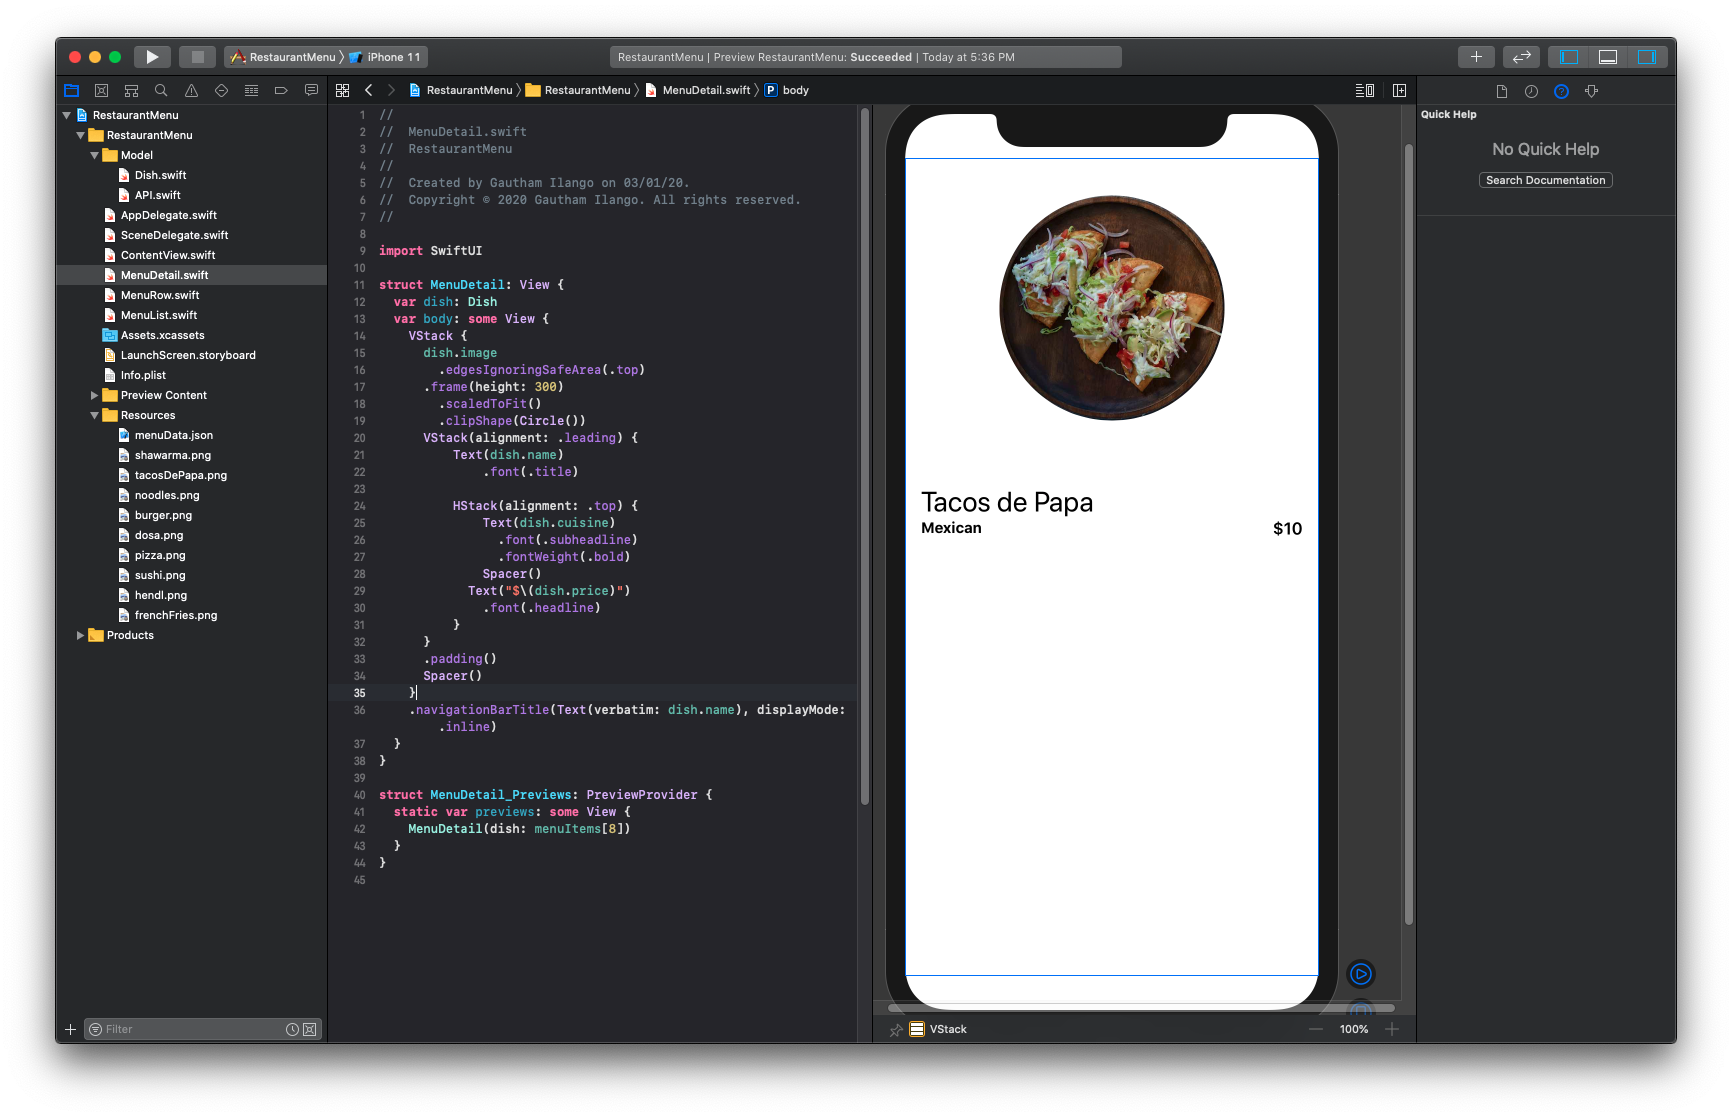 RestaurantMenu 〉 iPhone 11
RestaurantMenu | Preview RestaurantMenu: Succeeded | Today at 5:36 PM
RestaurantMenu 〉 RestaurantMenu 〉 MenuDetail.swift 〉 P body
RestaurantMenu
RestaurantMenu
Model
Dish.swift
API.swift
AppDelegate.swift
SceneDelegate.swift
ContentView.swift
MenuDetail.swift
MenuRow.swift
MenuList.swift
Assets.xcassets
LaunchScreen.storyboard
Info.plist
Preview Content
Resources
menuData.json
shawarma.png
tacosDePapa.png
noodles.png
burger.png
dosa.png
pizza.png
sushi.png
hendl.png
frenchFries.png
Products
Filter
1 //
2 //  MenuDetail.swift
3 //  RestaurantMenu
4 //
5 //  Created by Gautham Ilango on 03/01/20.
6 //  Copyright © 2020 Gautham Ilango. All rights reserved.
7 //
8
9 import SwiftUI
10
11 struct MenuDetail: View {
12   var dish: Dish
13   var body: some View {
14     VStack {
15       dish.image
16         .edgesIgnoringSafeArea(.top)
17       .frame(height: 300)
18         .scaledToFit()
19         .clipShape(Circle())
20       VStack(alignment: .leading) {
21           Text(dish.name)
22               .font(.title)
23
24           HStack(alignment: .top) {
25               Text(dish.cuisine)
26                 .font(.subheadline)
27                 .fontWeight(.bold)
28               Spacer()
29             Text("$\(dish.price)")
30               .font(.headline)
31           }
32       }
33       .padding()
34       Spacer()
35     }
36     .navigationBarTitle(Text(verbatim: dish.name), displayMode:
        .inline)
37   }
38 }
39
40 struct MenuDetail_Previews: PreviewProvider {
41   static var previews: some View {
42     MenuDetail(dish: menuItems[8])
43   }
44 }
45
Tacos de Papa
Mexican $10
VStack
100%
Quick Help
No Quick Help
Search Documentation